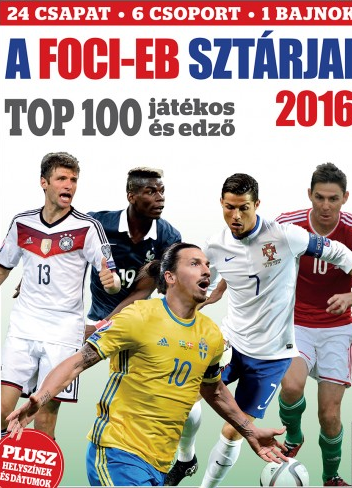 24 CSAPAT • 6 CSOPORT • 1 BAJNOK
A FOCI-EB SZTÁRJAI
TOP 100 játékos
és edző
2016
13
19
7
10
10
PLUSZ
HELYSZÍNEK
ÉS DÁTUMOK